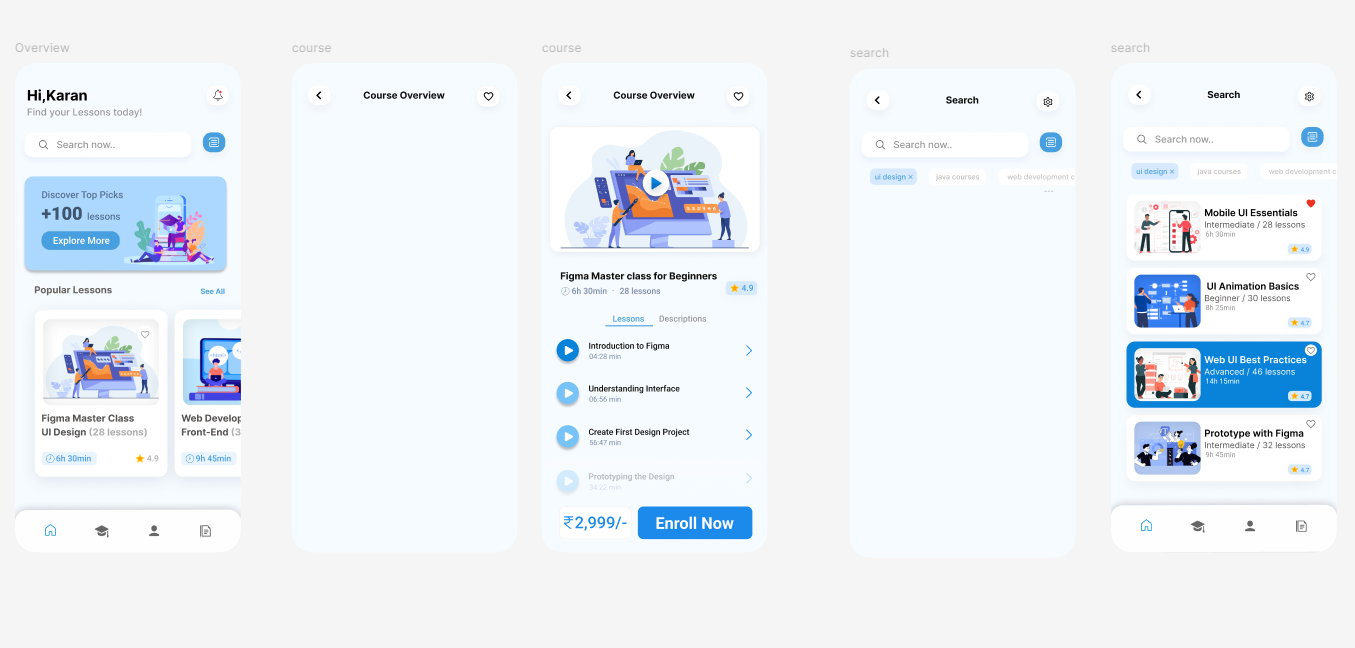 Overview
Hi,Karan
Find your Lessons today!
Search now..
Discover Top Picks
+100 lessons
Explore More
Popular Lessons
See All
Figma Master Class
UI Design (28 lessons)
6h 30min
4.9
Web Develop
Front-End (3
9h 45min
course
Course Overview
course
Course Overview
Figma Master class for Beginners
6h 30min · 28 lessons
4.9
Lessons
Descriptions
Introduction to Figma
04:28 min
Understanding Interface
06:56 min
Create First Design Project
56:47 min
Prototyping the Design
34:22 min
₹2,999/-
Enroll Now
search
Search
Search now..
ui design ×
java courses
web development c
...
search
Search
Search now..
ui design ×
java courses
web development c
Mobile UI Essentials
Intermediate / 28 lessons
6h 30min
4.9
UI Animation Basics
Beginner / 30 lessons
8h 25min
4.7
Web UI Best Practices
Advanced / 46 lessons
14h 15min
4.7
Prototype with Figma
Intermediate / 32 lessons
9h 45min
4.7